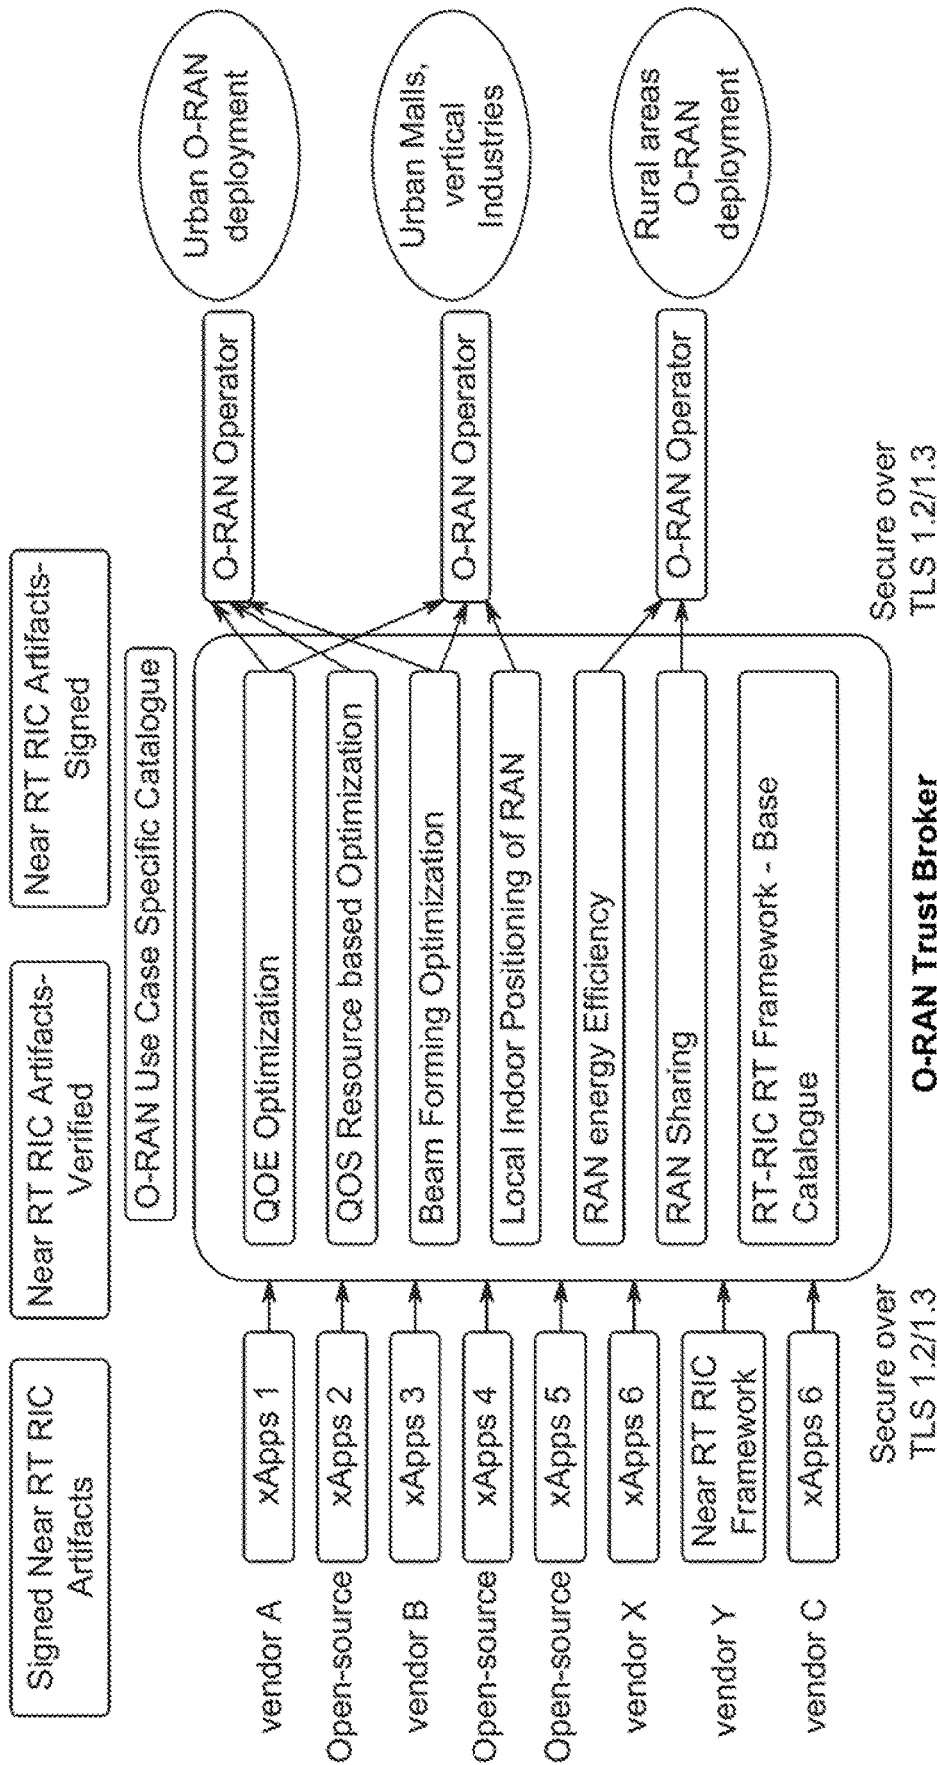 Signed Near RT RIC
Artifacts
Near RT RIC Artifacts-
Verified
Near RT RIC Artifacts-
Signed
O-RAN Use Case Specific Catalogue
vendor A
xApps 1
Open-source
xApps 2
vendor B
xApps 3
Open-source
xApps 4
Open-source
xApps 5
vendor X
xApps 6
vendor Y
Near RT RIC
Framework
vendor C
xApps 6
Secure over
TLS 1.2/1.3
QOE Optimization
QOS Resource based Optimization
Beam Forming Optimization
Local Indoor Positioning of RAN
RAN energy Efficiency
RAN Sharing
RT-RIC RT Framework - Base
Catalogue
O-RAN Trust Broker
O-RAN Operator
Urban O-RAN
deployment
O-RAN Operator
Urban Malls,
vertical
Industries
O-RAN Operator
Rural areas
O-RAN
deployment
Secure over
TLS 1.2/1.3